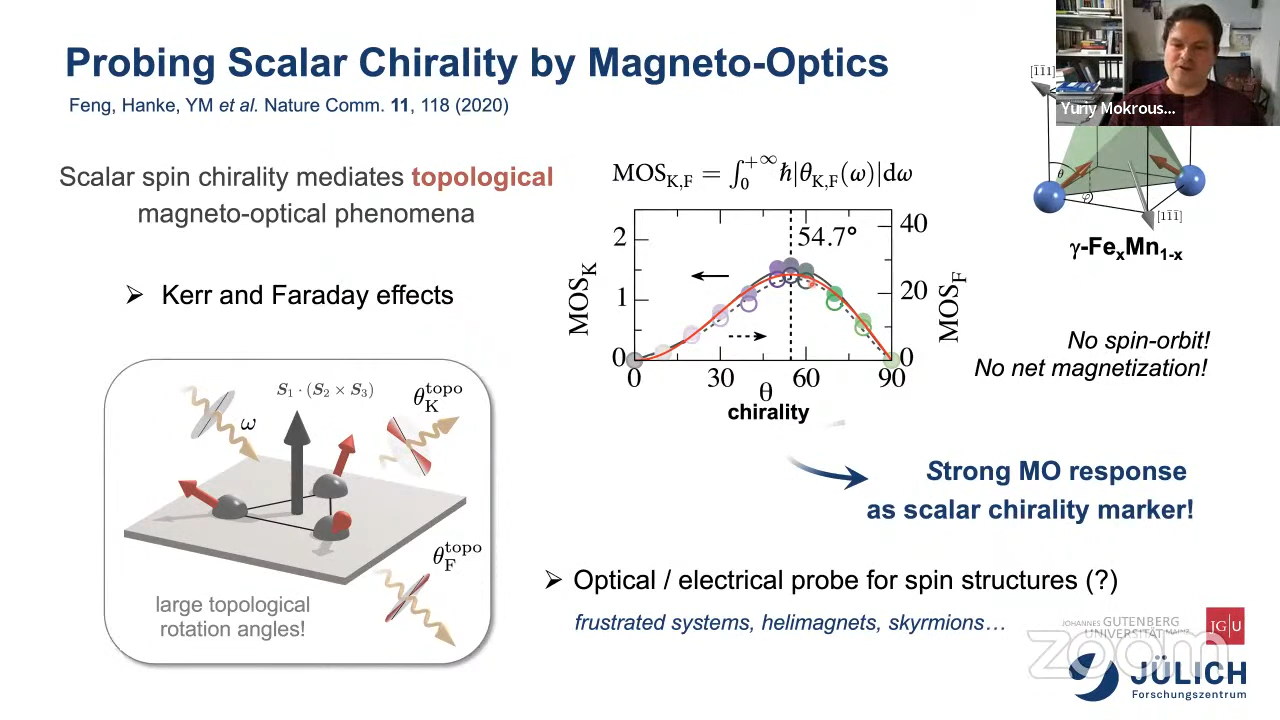 Probing Scalar Chirality by Magneto-Optics
Feng, Hanke, YM et al. Nature Comm. 11, 118 (2020)
Yuriy Mokrous...
Scalar spin chirality mediates topological
magneto-optical phenomena
➢ Kerr and Faraday effects
S₁ · (S₂ × S₃)
ω
θ_K^topo
θ_F^topo
large topological
rotation angles!
MOS_K,F = ∫₀^+∞ ħ|θ_K,F(ω)|dω
54.7°
MOS_K
2
1
0
MOS_F
40
20
0
0 30 60 90
θ
chirality
[1̄1̄1]
θ
φ
[11̄1̄]
γ-FeₓMn₁₋ₓ
No spin-orbit!
No net magnetization!
Strong MO response
as scalar chirality marker!
➢ Optical / electrical probe for spin structures (?)
frustrated systems, helimagnets, skyrmions…
JOHANNES GUTENBERG
UNIVERSITÄT MAINZ
JG|U
zoom
JÜLICH
Forschungszentrum